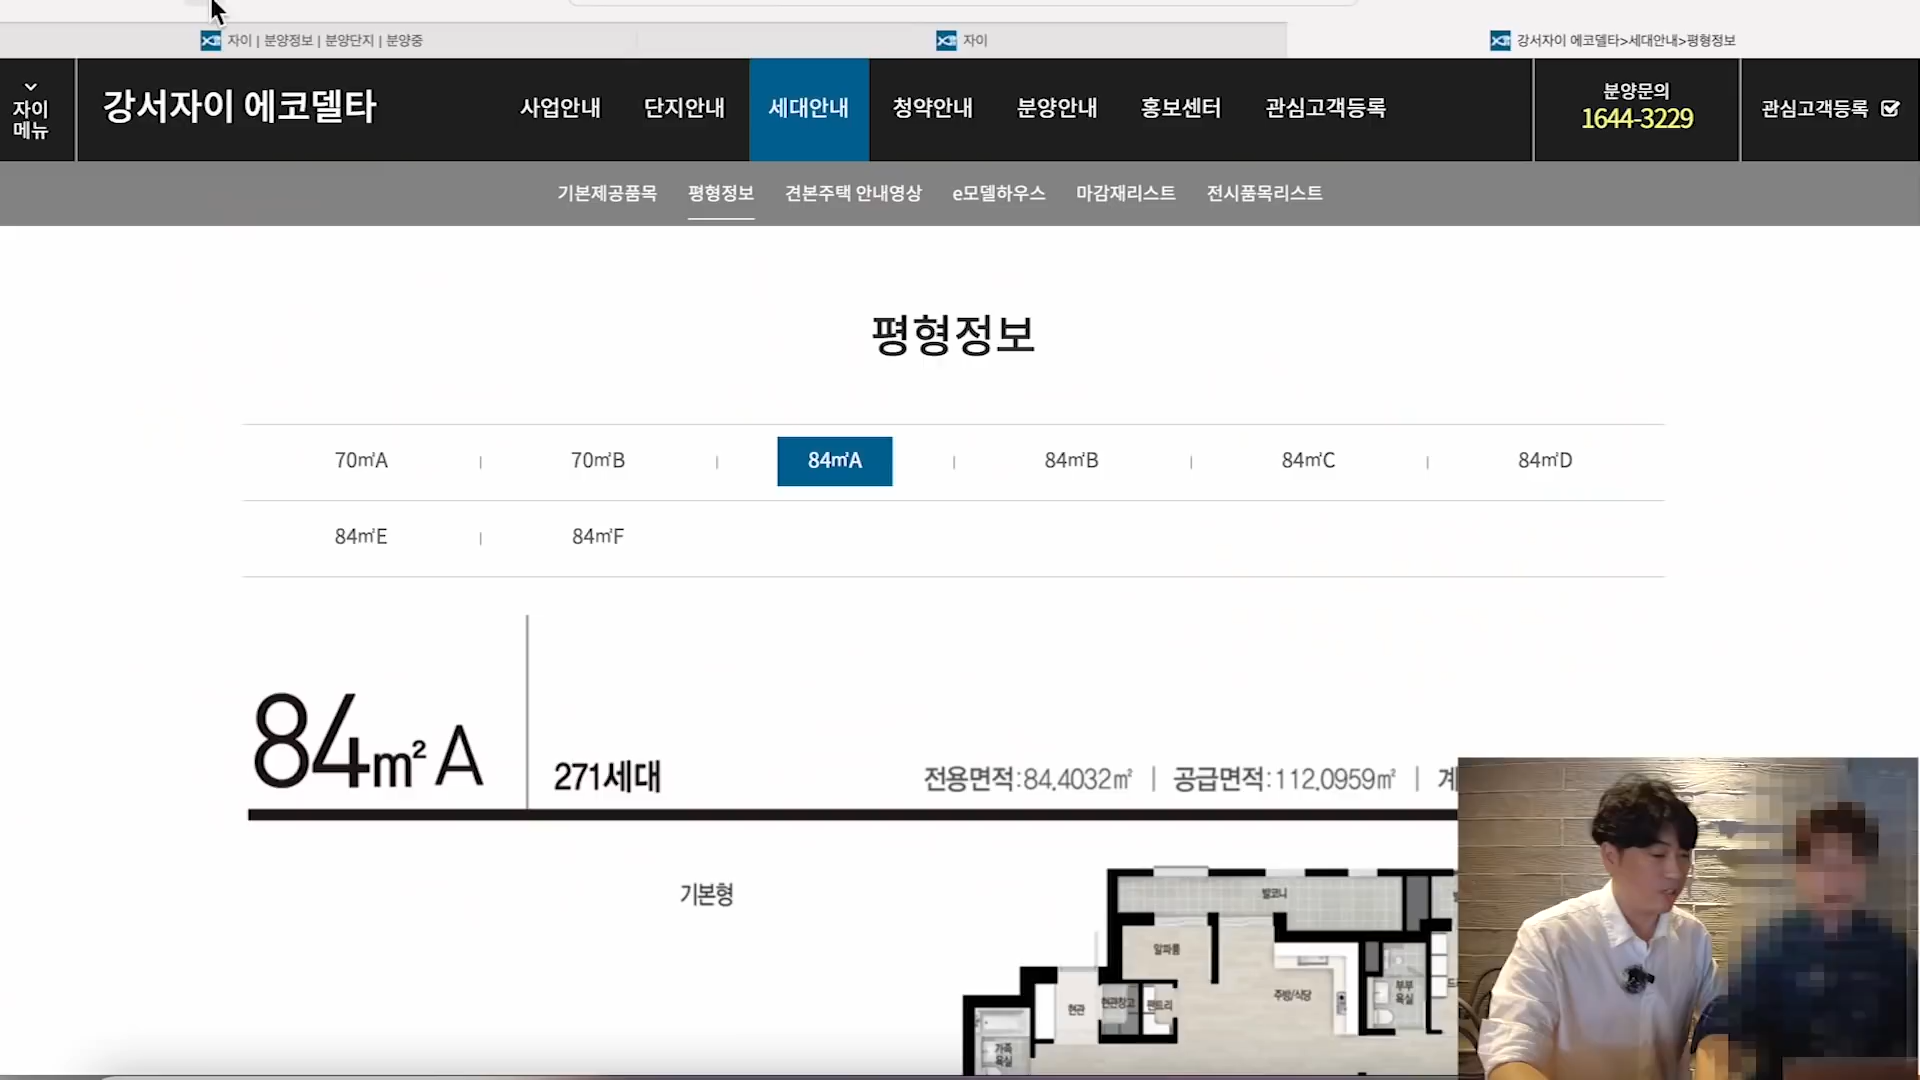 자이 | 분양정보 | 분양단지 | 분양중
자이
강서자이 에코델타>세대안내>평형정보
자이
메뉴
강서자이 에코델타
사업안내
단지안내
세대안내
청약안내
분양안내
홍보센터
관심고객등록
분양문의
1644-3229
관심고객등록
기본제공품목
평형정보
견본주택 안내영상
e모델하우스
마감재리스트
전시품목리스트
평형정보
70㎡A
70㎡B
84㎡A
84㎡B
84㎡C
84㎡D
84㎡E
84㎡F
84m² A
271세대
전용면적:84.4032㎡ | 공급면적:112.0959㎡ | 계
기본형
발코니
알파룸
주방/식당
부부
욕실
현관
현관창고
팬트리
가족
욕실